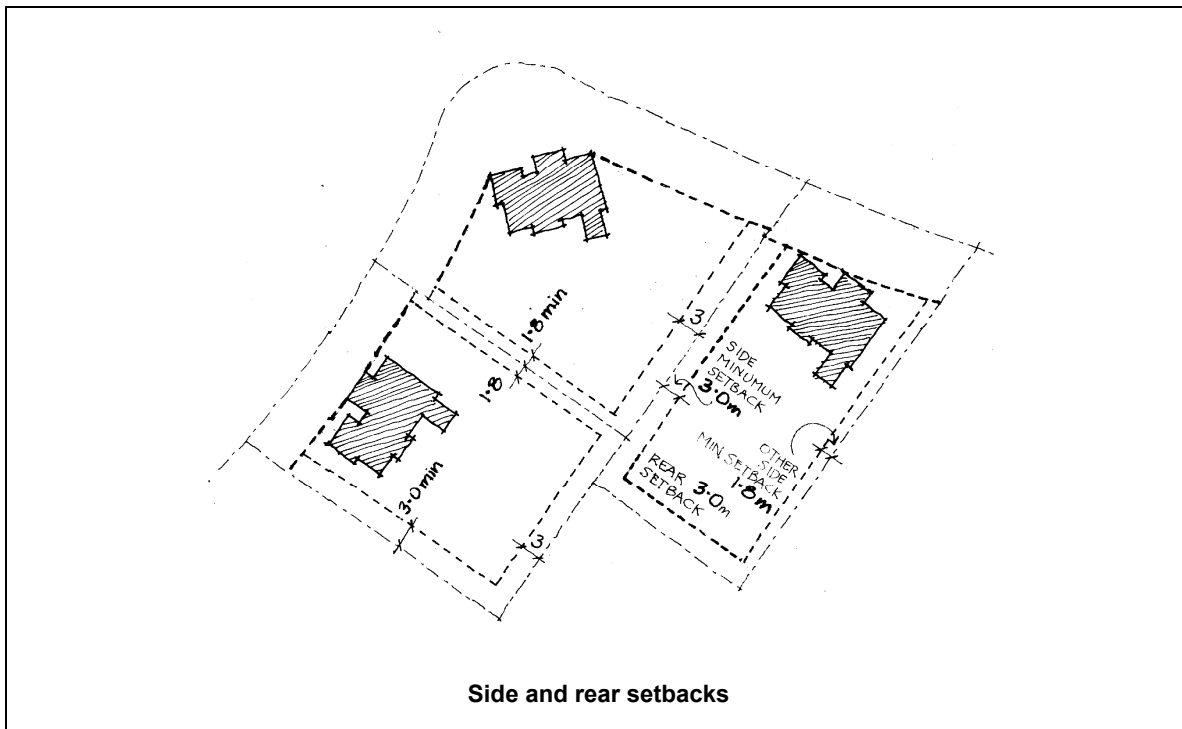 1.8 min
1.8
3.0 min
3
3
SIDE
MINUMUM
SETBACK
3.0m
OTHER
SIDE
MIN. SETBACK
1.8m
REAR 3.0m
SETBACK
Side and rear setbacks